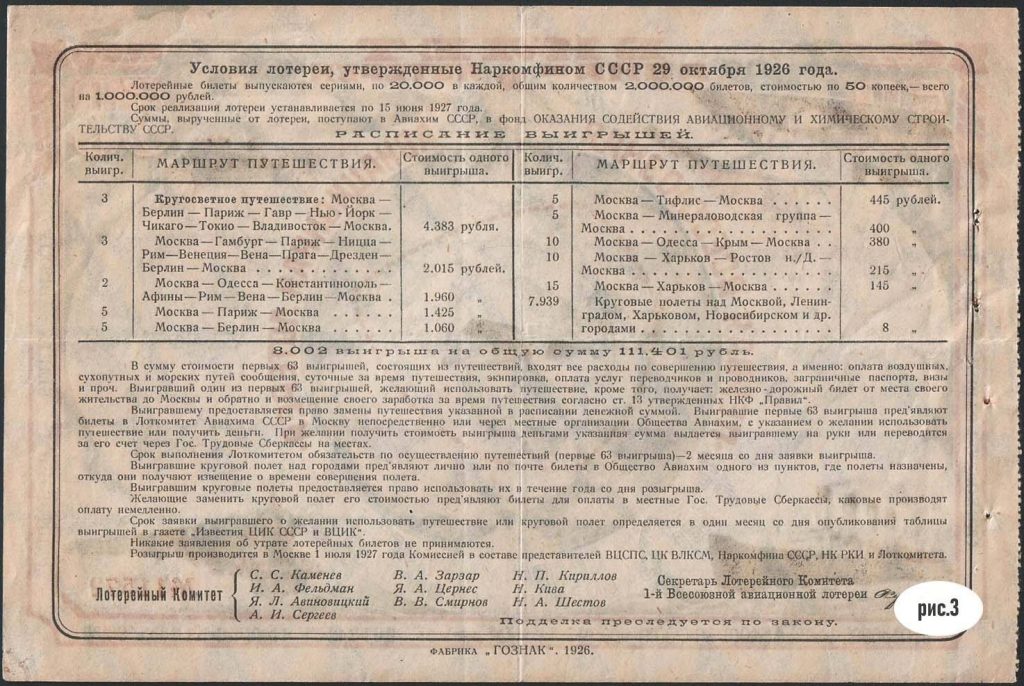 Условия лотереи, утвержденные Наркомфином СССР 29 октября 1926 года.
Лотерейные билеты выпускаются сериями, по 20.000 в каждой, общим количеством 2.000.000 билетов, стоимостью по 50 копеек,— всего
на 1.000.000 рублей.
Срок реализации лотереи устанавливается по 15 июня 1927 года.
Суммы, вырученные от лотереи, поступают в Авиахим СССР, в фонд ОКАЗАНИЯ СОДЕЙСТВИЯ АВИАЦИОННОМУ И ХИМИЧЕСКОМУ СТРОИ-
ТЕЛЬСТВУ СССР.
РАСПИСАНИЕ ВЫИГРЫШЕЙ.
Колич. выигр. МАРШРУТ ПУТЕШЕСТВИЯ. Стоимость одного выигрыша.
3 Кругосветное путешествие: Москва —
Берлин — Париж — Гавр — Нью-Йорк —
Чикаго — Токио — Владивосток — Москва. 4.383 рубля.
3 Москва — Гамбург — Париж — Ницца —
Рим — Венеция — Вена — Прага — Дрезден —
Берлин — Москва . . . . . . . . . . . . 2.015 рублей.
2 Москва — Одесса — Константинополь —
Афины — Рим — Вена — Берлин — Москва . 1.960 „
5 Москва — Париж — Москва . . . . . . 1.425 „
5 Москва — Берлин — Москва . . . . . . 1.060 „
Колич. выигр. МАРШРУТ ПУТЕШЕСТВИЯ. Стоимость одного выигрыша.
5 Москва — Тифлис — Москва . . . . . . 445 рублей.
5 Москва — Минераловодская группа —
Москва . . . . . . . . . . . . . . . . 400 „
10 Москва — Одесса — Крым — Москва . . 380 „
10 Москва — Харьков — Ростов н./Д. —
Москва . . . . . . . . . . . . . . . . 215 „
15 Москва — Харьков — Москва . . . . . . 145 „
7.939 Круговые полеты над Москвой, Ленин-
градом, Харьковом, Новосибирском и др.
городами . . . . . . . . . . . . . . . 8 „
8.002 выигрыша на общую сумму 111.401 рубль.
В сумму стоимости первых 63 выигрышей, состоящих из путешествий, входят все расходы по совершению путешествия, а именно: оплата воздушных,
сухопутных и морских путей сообщения, суточные за время путешествия, экипировка, оплата услуг переводчиков и проводников, заграничные паспорта, визы
и проч. Выигравший один из первых 63 выигрышей, желающий использовать путешествие, кроме того, получает: железно-дорожный билет от места своего
жительства до Москвы и обратно и возмещение своего заработка за время путешествия согласно ст. 13 утвержденных НКФ „Правил".
Выигравшему предоставляется право замены путешествия указанной в расписании денежной суммой. Выигравшие первые 63 выигрыша пред'являют
билеты в Лоткомитет Авиахима СССР в Москву непосредственно или через местные организации Общества Авиахим, с указанием о желании использовать
путешествие или получить деньги. При желании получить стоимость выигрыша деньгами указанная сумма выдается выигравшему на руки или переводится
за его счет через Гос. Трудовые Сберкассы на местах.
Срок выполнения Лоткомитетом обязательств по осуществлению путешествий (первые 63 выигрыша)—2 месяца со дня заявки выигрыша.
Выигравшие круговой полет над городами пред'являют лично или по почте билеты в Общество Авиахим одного из пунктов, где полеты назначены,
откуда они получают извещение о времени совершения полета.
Выигравшим круговые полеты предоставляется право использовать их в течение года со дня розыгрыша.
Желающие заменить круговой полет его стоимостью пред'являют билеты для оплаты в местные Гос. Трудовые Сберкассы, каковые производят
оплату немедленно.
Срок заявки выигравшего о желании использовать путешествие или круговой полет определяется в один месяц со дня опубликования таблицы
выигрышей в газете „Известия ЦИК СССР и ВЦИК".
Никакие заявления об утрате лотерейных билетов не принимаются.
Розыгрыш производится в Москве 1 июля 1927 года Комиссией в составе представителей ВЦСПС, ЦК ВЛКСМ, Наркомфина СССР, НК РКИ и Лоткомитета.
Лотерейный Комитет
С. С. Каменев
И. А. Фельдман
Я. Л. Авиновицкий
А. И. Сергеев
В. А. Зарзар
Я. А. Цернес
В. В. Смирнов
Н. П. Кириллов
Н. Кива
Н. А. Шестов
Секретарь Лотерейного Комитета
1-й Всесоюзной авиационной лотереи
Подделка преследуется по закону.
рис.3
ФАБРИКА „ГОЗНАК". 1926.